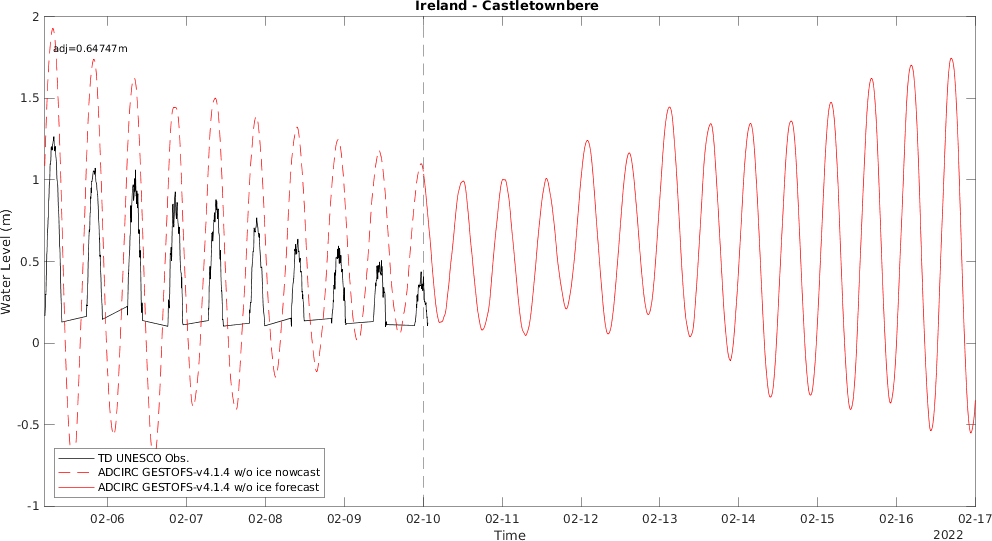 Ireland - Castletownbere
adj=0.64747m
2
1.5
1
0.5
0
-0.5
-1
Water Level (m)
TD UNESCO Obs.
ADCIRC GESTOFS-v4.1.4 w/o ice nowcast
ADCIRC GESTOFS-v4.1.4 w/o ice forecast
02-06 02-07 02-08 02-09 02-10 02-11 02-12 02-13 02-14 02-15 02-16 02-17
Time
2022